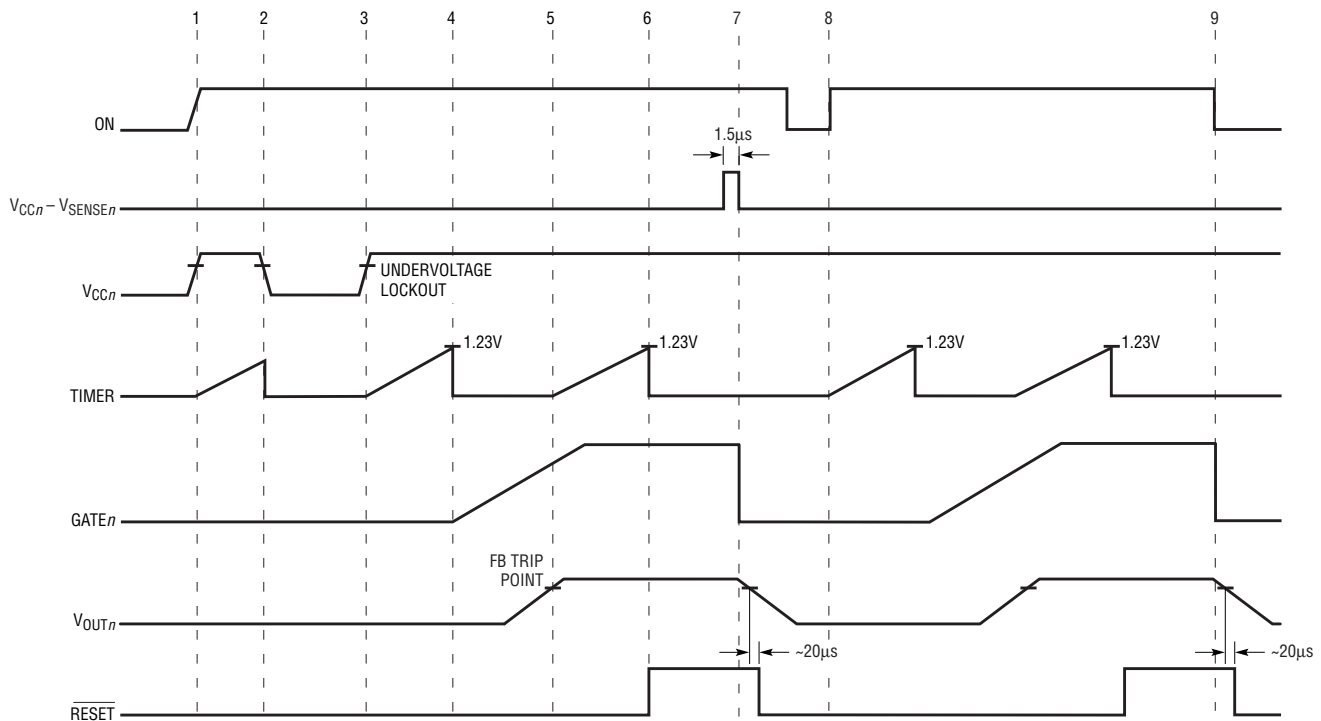 1 2 3 4 5 6 7 8 9
ON
1.5µs
VCCn – VSENSEn
UNDERVOLTAGE
LOCKOUT
VCCn
1.23V 1.23V 1.23V 1.23V
TIMER
GATEn
FB TRIP
POINT
VOUTn
~20µs ~20µs
RESET